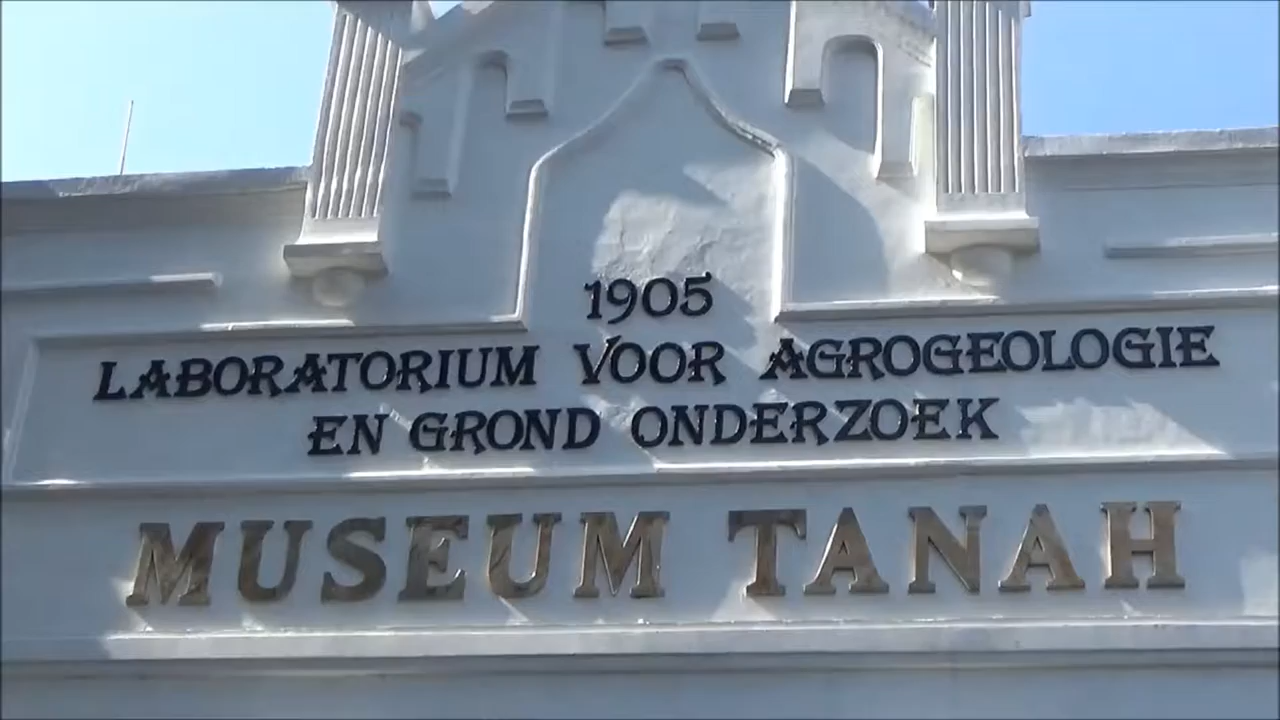 1905
LABORATORIUM VOOR AGROGEOLOGIE
EN GROND ONDERZOEK
MUSEUM TANAH